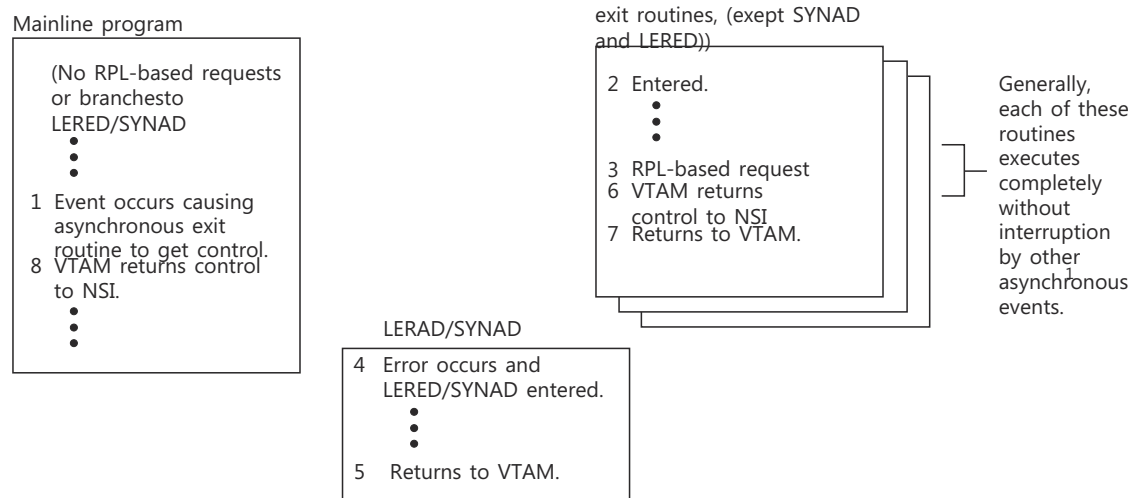 Mainline program
(No RPL-based requests
or branchesto
LERED/SYNAD
1 Event occurs causing
asynchronous exit
routine to get control.
8 VTAM returns control
to NSI.
exit routines, (exept SYNAD
and LERED))
2 Entered.
3 RPL-based request
6 VTAM returns
control to NSI
7 Returns to VTAM.
Generally,
each of these
routines
executes
completely
without
interruption
by other
asynchronous
1
events.
LERAD/SYNAD
4 Error occurs and
LERED/SYNAD entered.
5 Returns to VTAM.